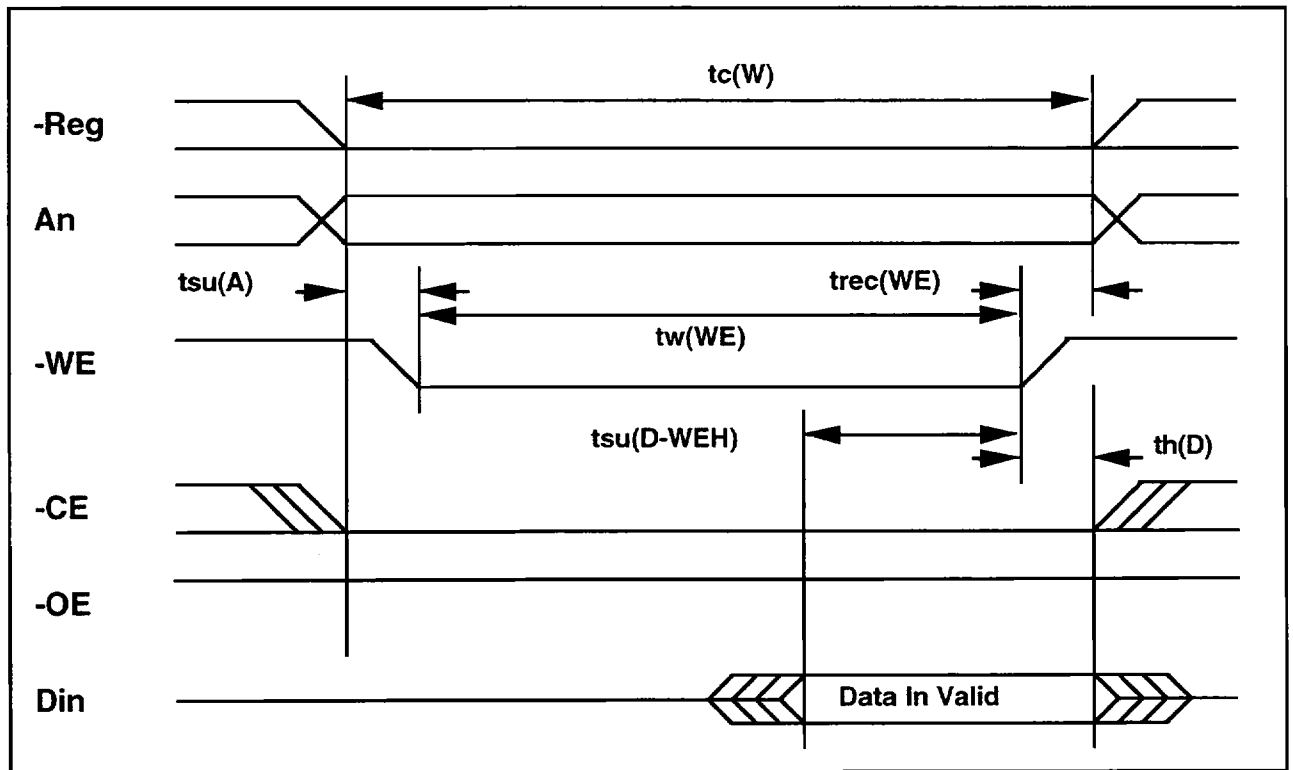 tc(W)
-Reg
An
tsu(A)
trec(WE)
tw(WE)
-WE
tsu(D-WEH)
th(D)
-CE
-OE
Din
Data In Valid